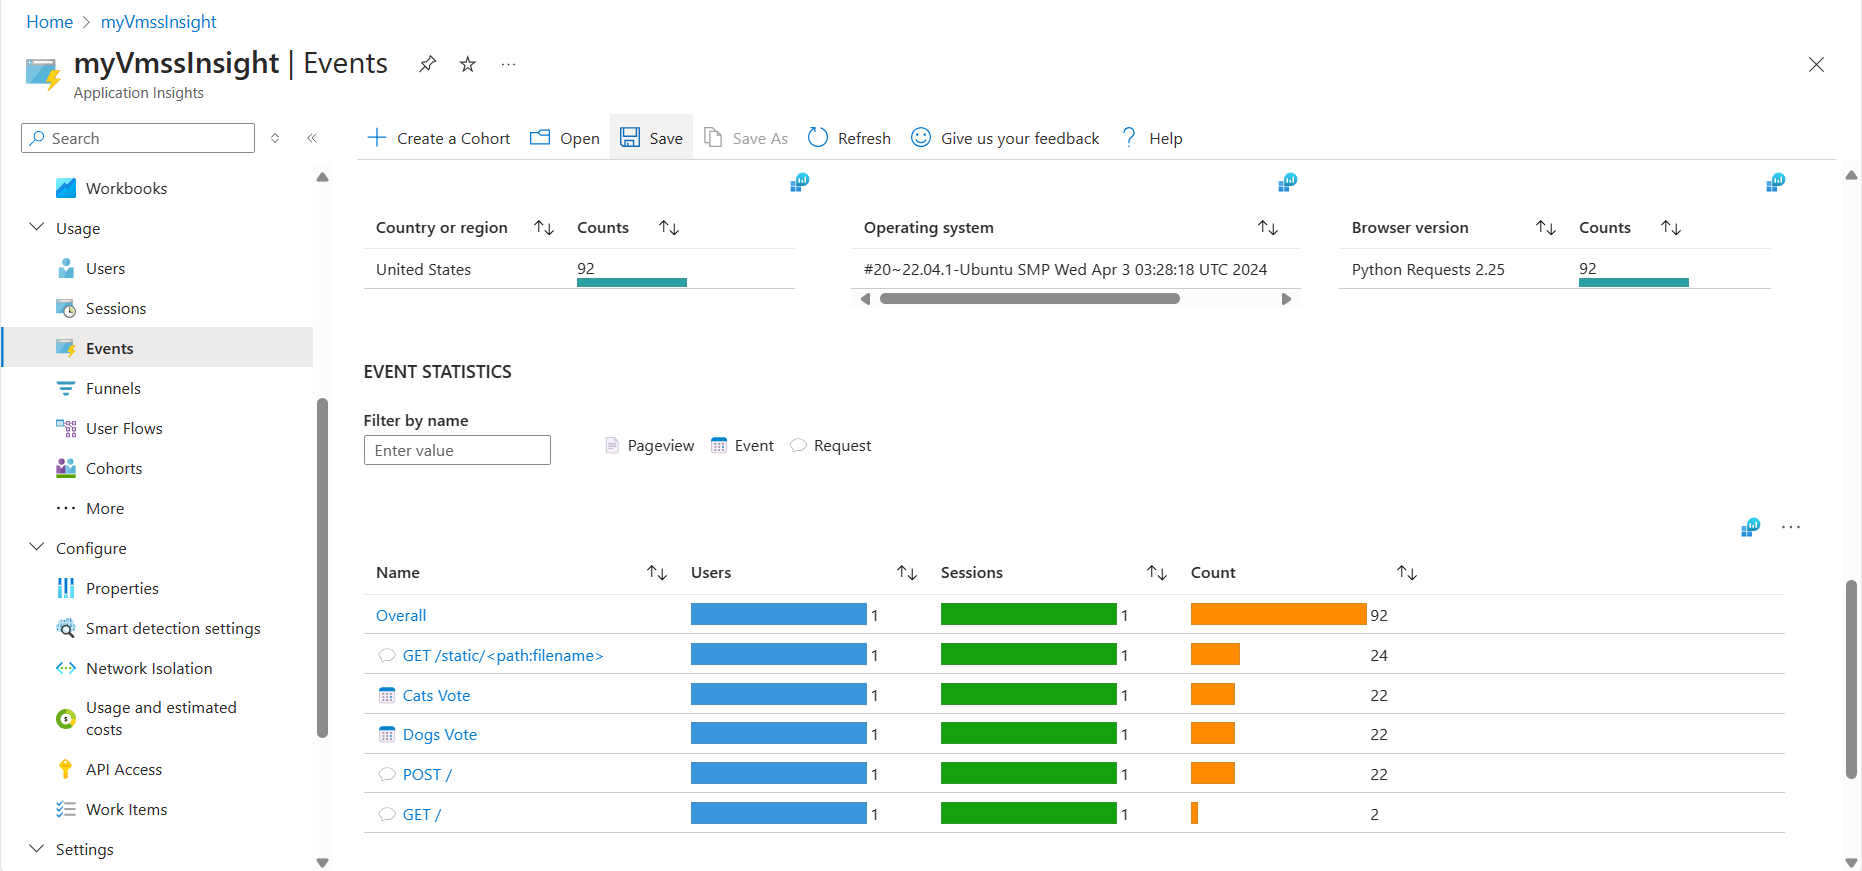 Home > myVmssInsight
myVmssInsight | Events
Application Insights
Search
Workbooks
Usage
Users
Sessions
Events
Funnels
User Flows
Cohorts
More
Configure
Properties
Smart detection settings
Network Isolation
Usage and estimated
costs
API Access
Work Items
Settings
Create a Cohort Open Save Save As Refresh Give us your feedback Help
Country or region Counts
United States 92
Operating system
#20~22.04.1-Ubuntu SMP Wed Apr 3 03:28:18 UTC 2024
Browser version Counts
Python Requests 2.25 92
EVENT STATISTICS
Filter by name
Enter value
Pageview Event Request
Name Users Sessions Count
Overall 1 1 92
GET /static/<path:filename> 1 1 24
Cats Vote 1 1 22
Dogs Vote 1 1 22
POST / 1 1 22
GET / 1 1 2